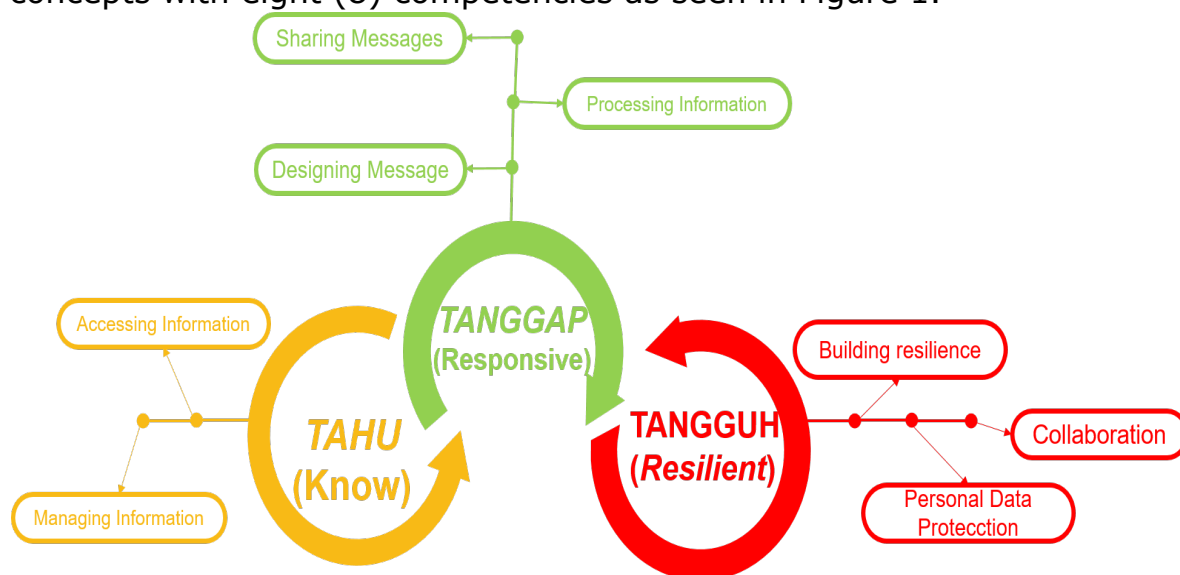 concepts with eight (8) competencies as seen in Figure 1.
Sharing Messages
Processing Information
Designing Message
TANGGAP
(Responsive)
Accessing Information
TAHU
(Know)
Managing Information
TANGGUH
(Resilient)
Building resilience
Collaboration
Personal Data
Protecction